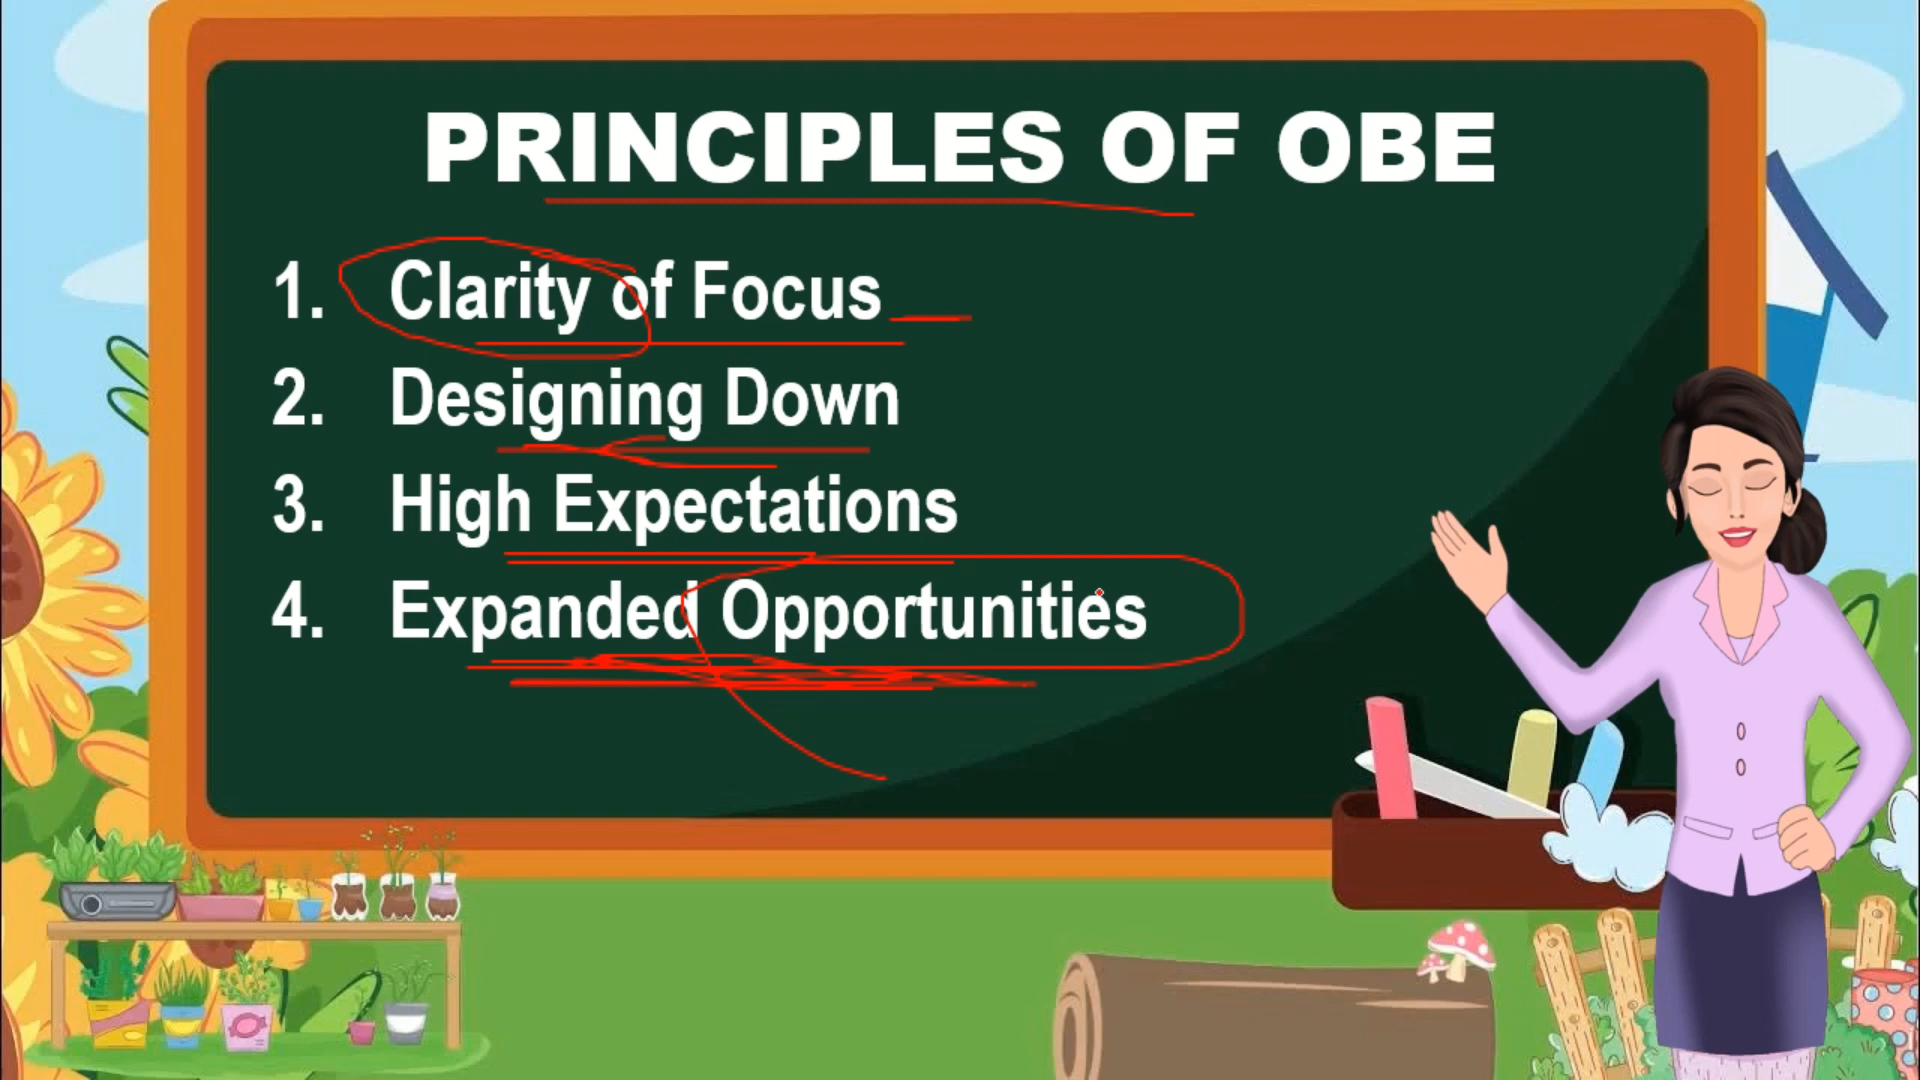 PRINCIPLES OF OBE
1. Clarity of Focus
2. Designing Down
3. High Expectations
4. Expanded Opportunities